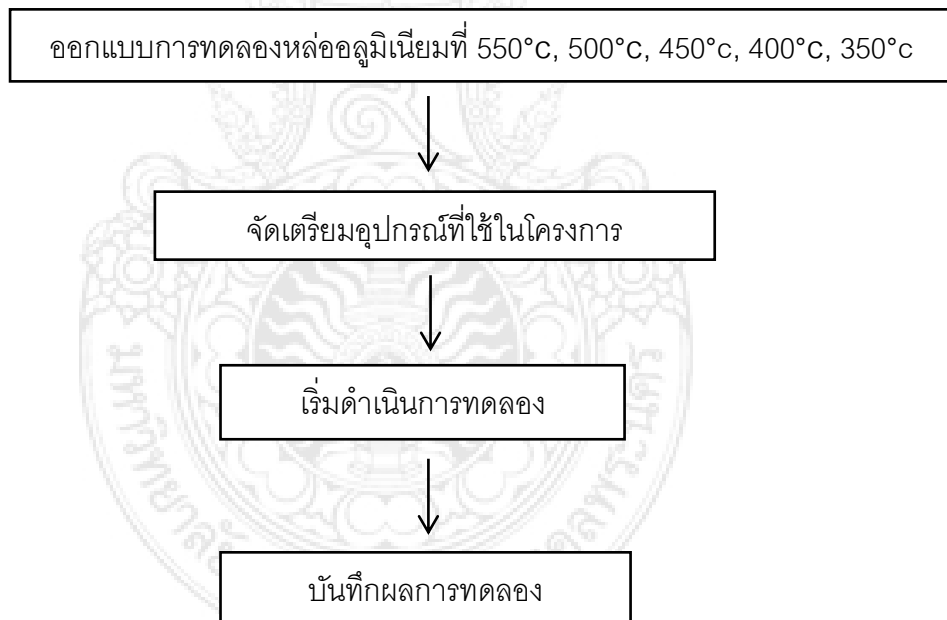 ออกแบบการทดลองหล่ออลูมิเนียมที่ 550°C, 500°C, 450°c, 400°C, 350°c
จัดเตรียมอุปกรณ์ที่ใช้ในโครงการ
เริ่มดำเนินการทดลอง
บันทึกผลการทดลอง